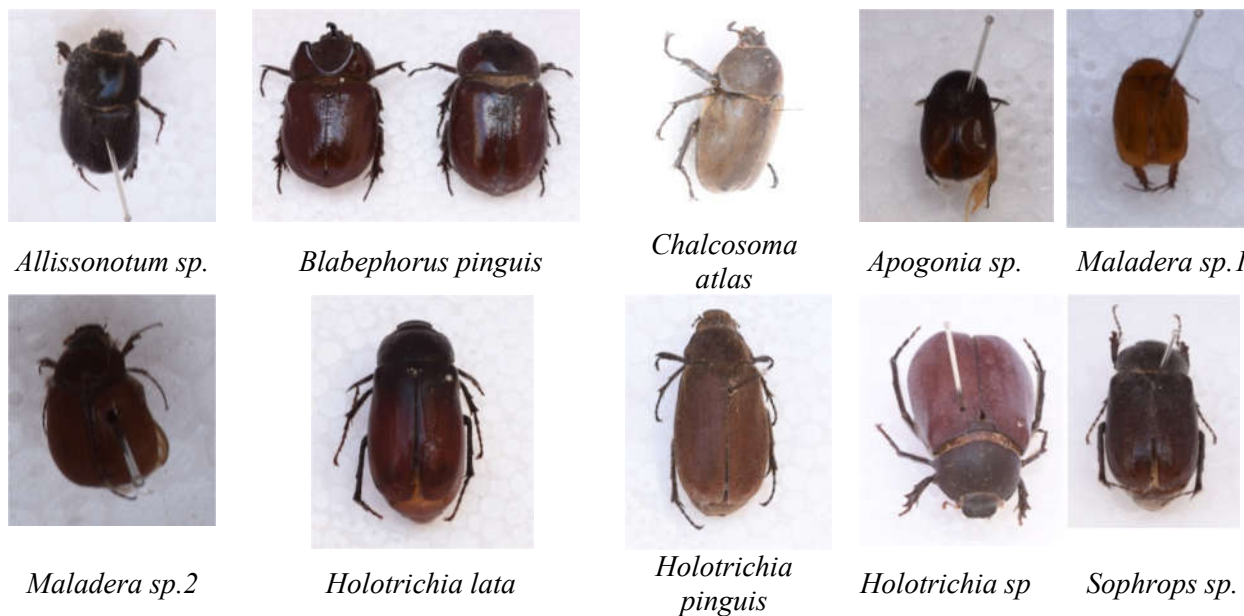 Allissonotum sp.
Blabephorus pinguis
Chalcosoma
atlas
Apogonia sp.
Maladera sp.1
Maladera sp.2
Holotrichia lata
Holotrichia
pinguis
Holotrichia sp
Sophrops sp.